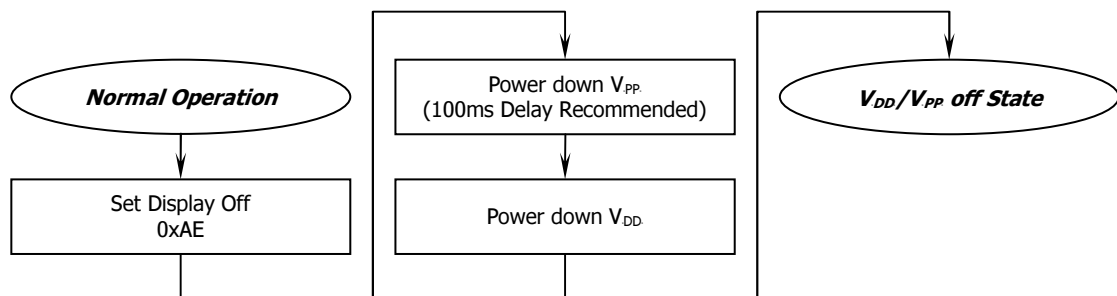 Normal Operation
Set Display Off
0xAE
Power down VPP
(100ms Delay Recommended)
Power down VDD
VDD/VPP off State